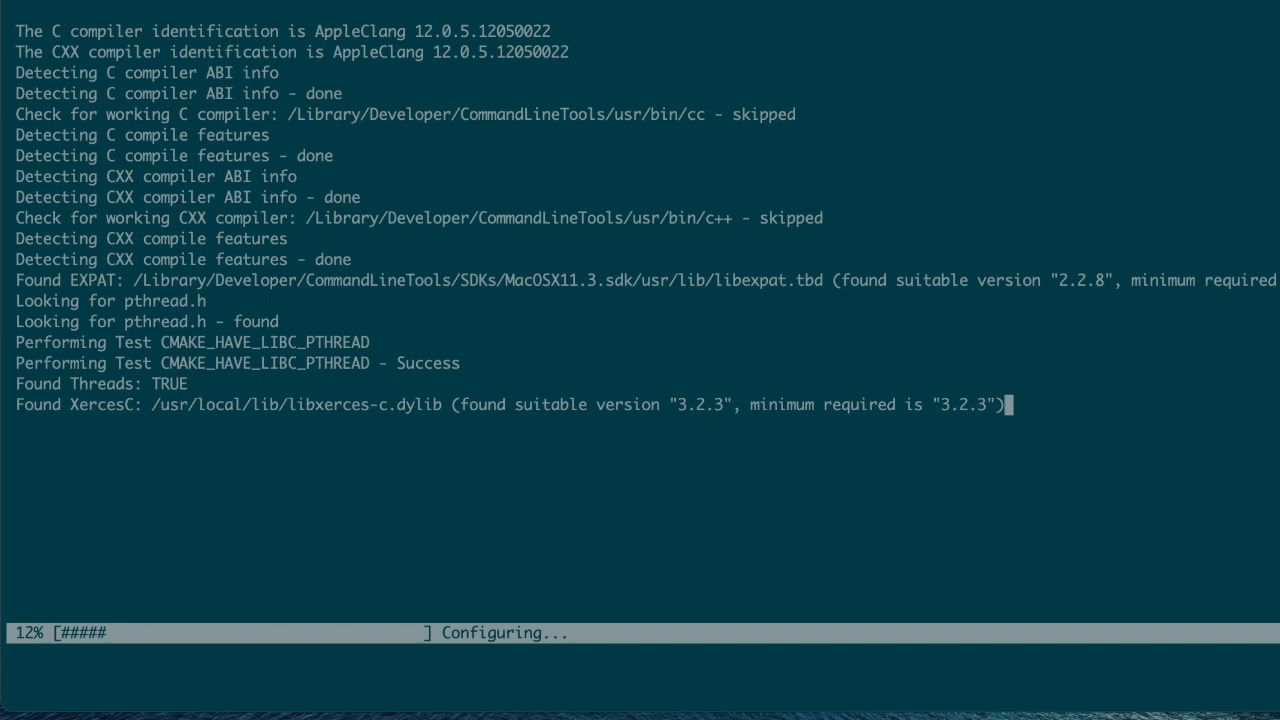 The C compiler identification is AppleClang 12.0.5.12050022
The CXX compiler identification is AppleClang 12.0.5.12050022
Detecting C compiler ABI info
Detecting C compiler ABI info - done
Check for working C compiler: /Library/Developer/CommandLineTools/usr/bin/cc - skipped
Detecting C compile features
Detecting C compile features - done
Detecting CXX compiler ABI info
Detecting CXX compiler ABI info - done
Check for working CXX compiler: /Library/Developer/CommandLineTools/usr/bin/c++ - skipped
Detecting CXX compile features
Detecting CXX compile features - done
Found EXPAT: /Library/Developer/CommandLineTools/SDKs/MacOSX11.3.sdk/usr/lib/libexpat.tbd (found suitable version "2.2.8", minimum required
Looking for pthread.h
Looking for pthread.h - found
Performing Test CMAKE_HAVE_LIBC_PTHREAD
Performing Test CMAKE_HAVE_LIBC_PTHREAD - Success
Found Threads: TRUE
Found XercesC: /usr/local/lib/libxerces-c.dylib (found suitable version "3.2.3", minimum required is "3.2.3")
12% [#####                                   ] Configuring...